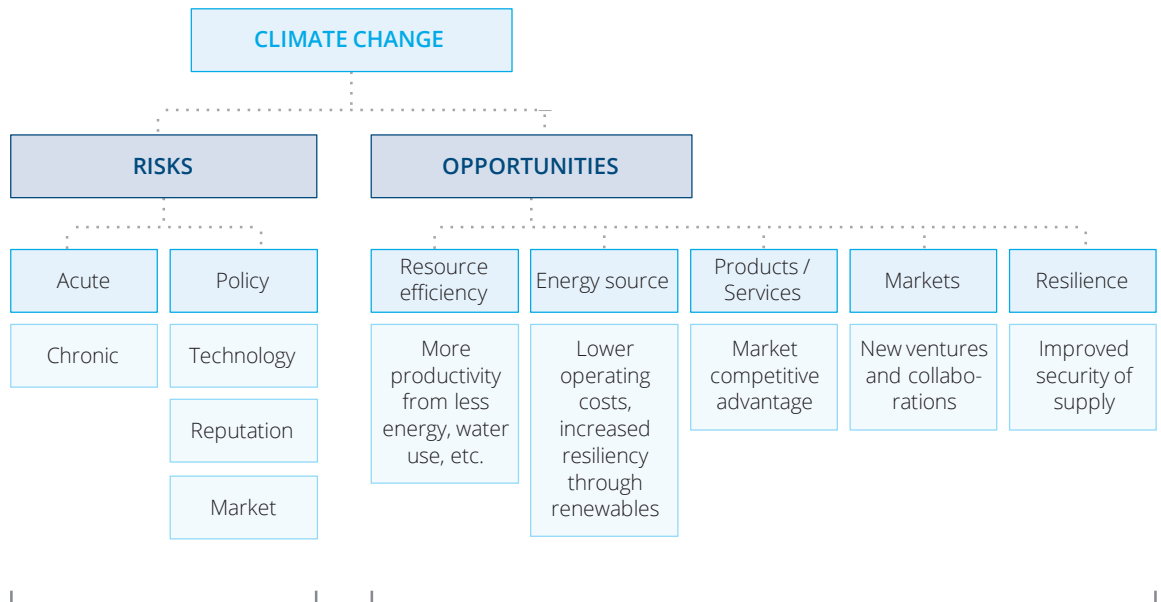 CLIMATE CHANGE
RISKS
OPPORTUNITIES
Acute
Policy
Resource
efficiency
Energy source
Products /
Services
Markets
Resilience
Chronic
Technology
Reputation
Market
More
productivity
from less
energy, water
use, etc.
Lower
operating
costs,
increased
resiliency
through
renewables
Market
competitive
advantage
New ventures
and collabo-
rations
Improved
security of
supply